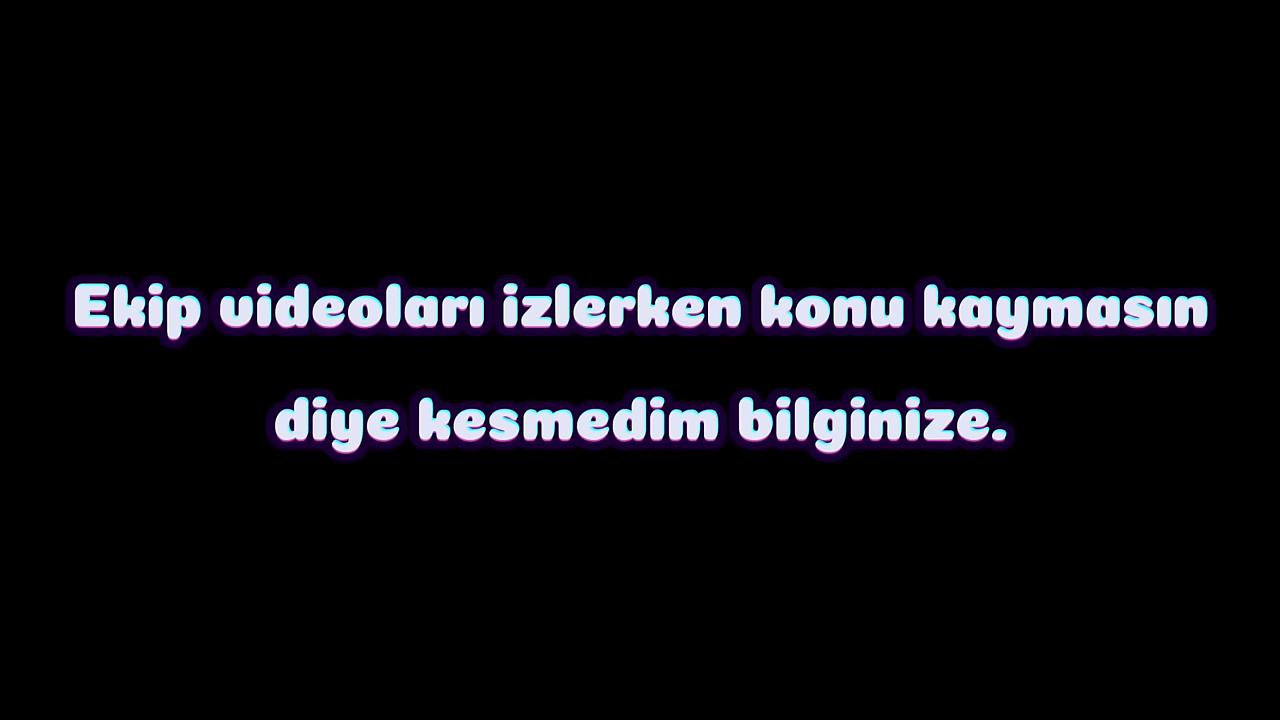 Ekip videoları izlerken konu kaymasın
diye kesmedim bilginize.